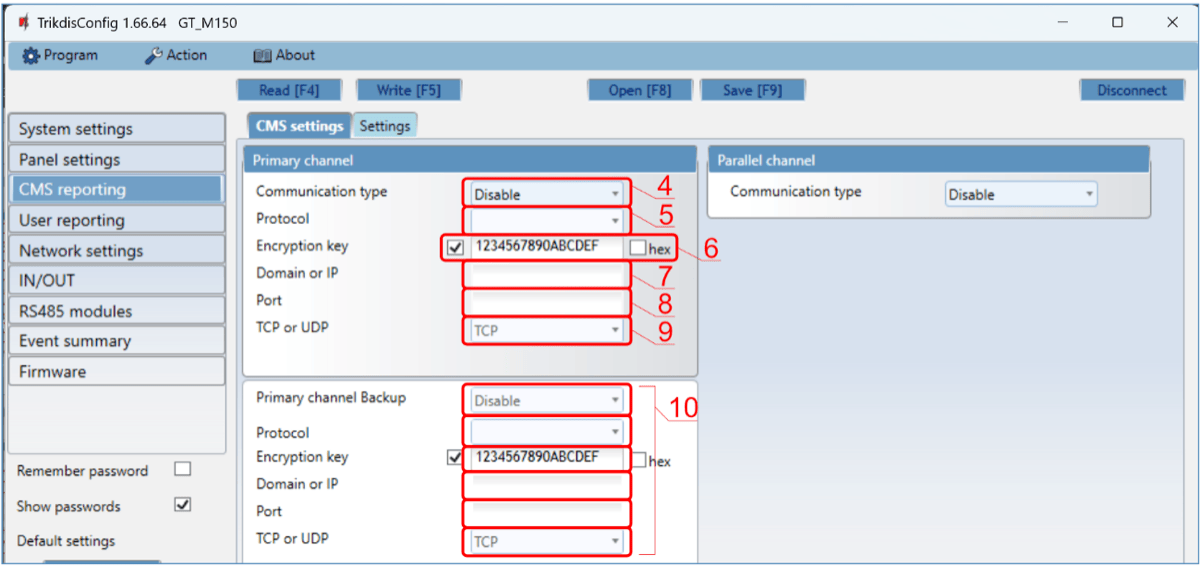 TrikdisConfig 1.66.64 GT_M150
Program Action About
Read [F4] Write [F5] Open [F8] Save [F9] Disconnect
System settings
Panel settings
CMS reporting
User reporting
Network settings
IN/OUT
RS485 modules
Event summary
Firmware
Remember password
Show passwords
Default settings
CMS settings Settings
Primary channel
Communication type Disable 4
Protocol 5
Encryption key 1234567890ABCDEF hex 6
Domain or IP 7
Port 8
TCP or UDP TCP 9
Primary channel Backup Disable 10
Protocol
Encryption key 1234567890ABCDEF hex
Domain or IP
Port
TCP or UDP TCP
Parallel channel
Communication type Disable